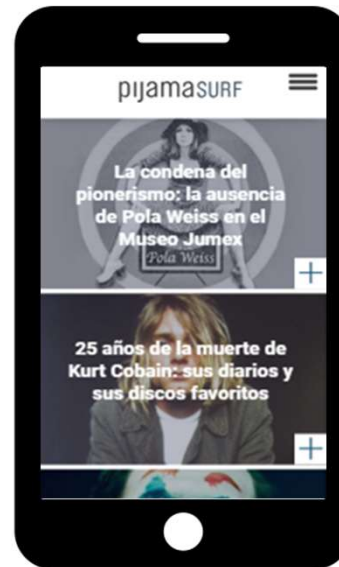 pijamasurf
La condena del
pionerismo: la ausencia
de Pola Weiss en el
Museo Jumex
Pola Weiss
25 años de la muerte de
Kurt Cobain: sus diarios y
sus discos favoritos